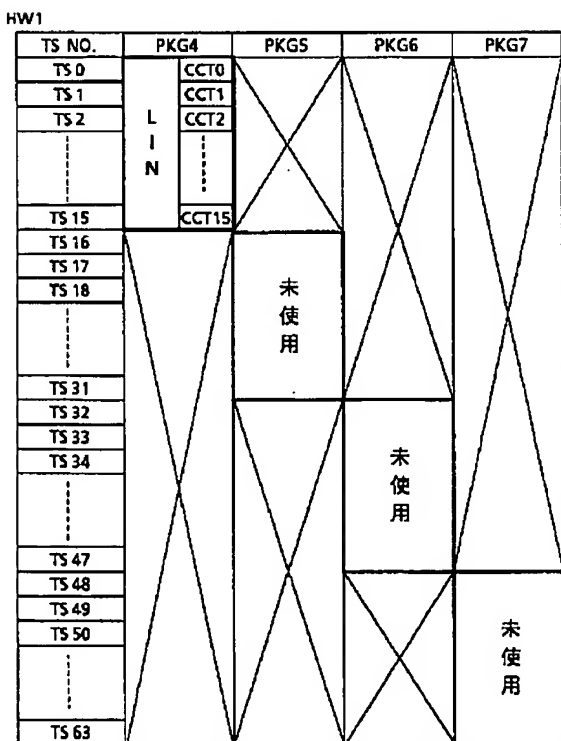 HW1
TS NO. PKG4 PKG5 PKG6 PKG7
TS 0 CCT0
TS 1 CCT1
TS 2 CCT2
LIN
TS 15 CCT15
TS 16
TS 17
TS 18
未使用
TS 31
TS 32
TS 33
TS 34
未使用
TS 47
TS 48
TS 49
TS 50
未使用
TS 63